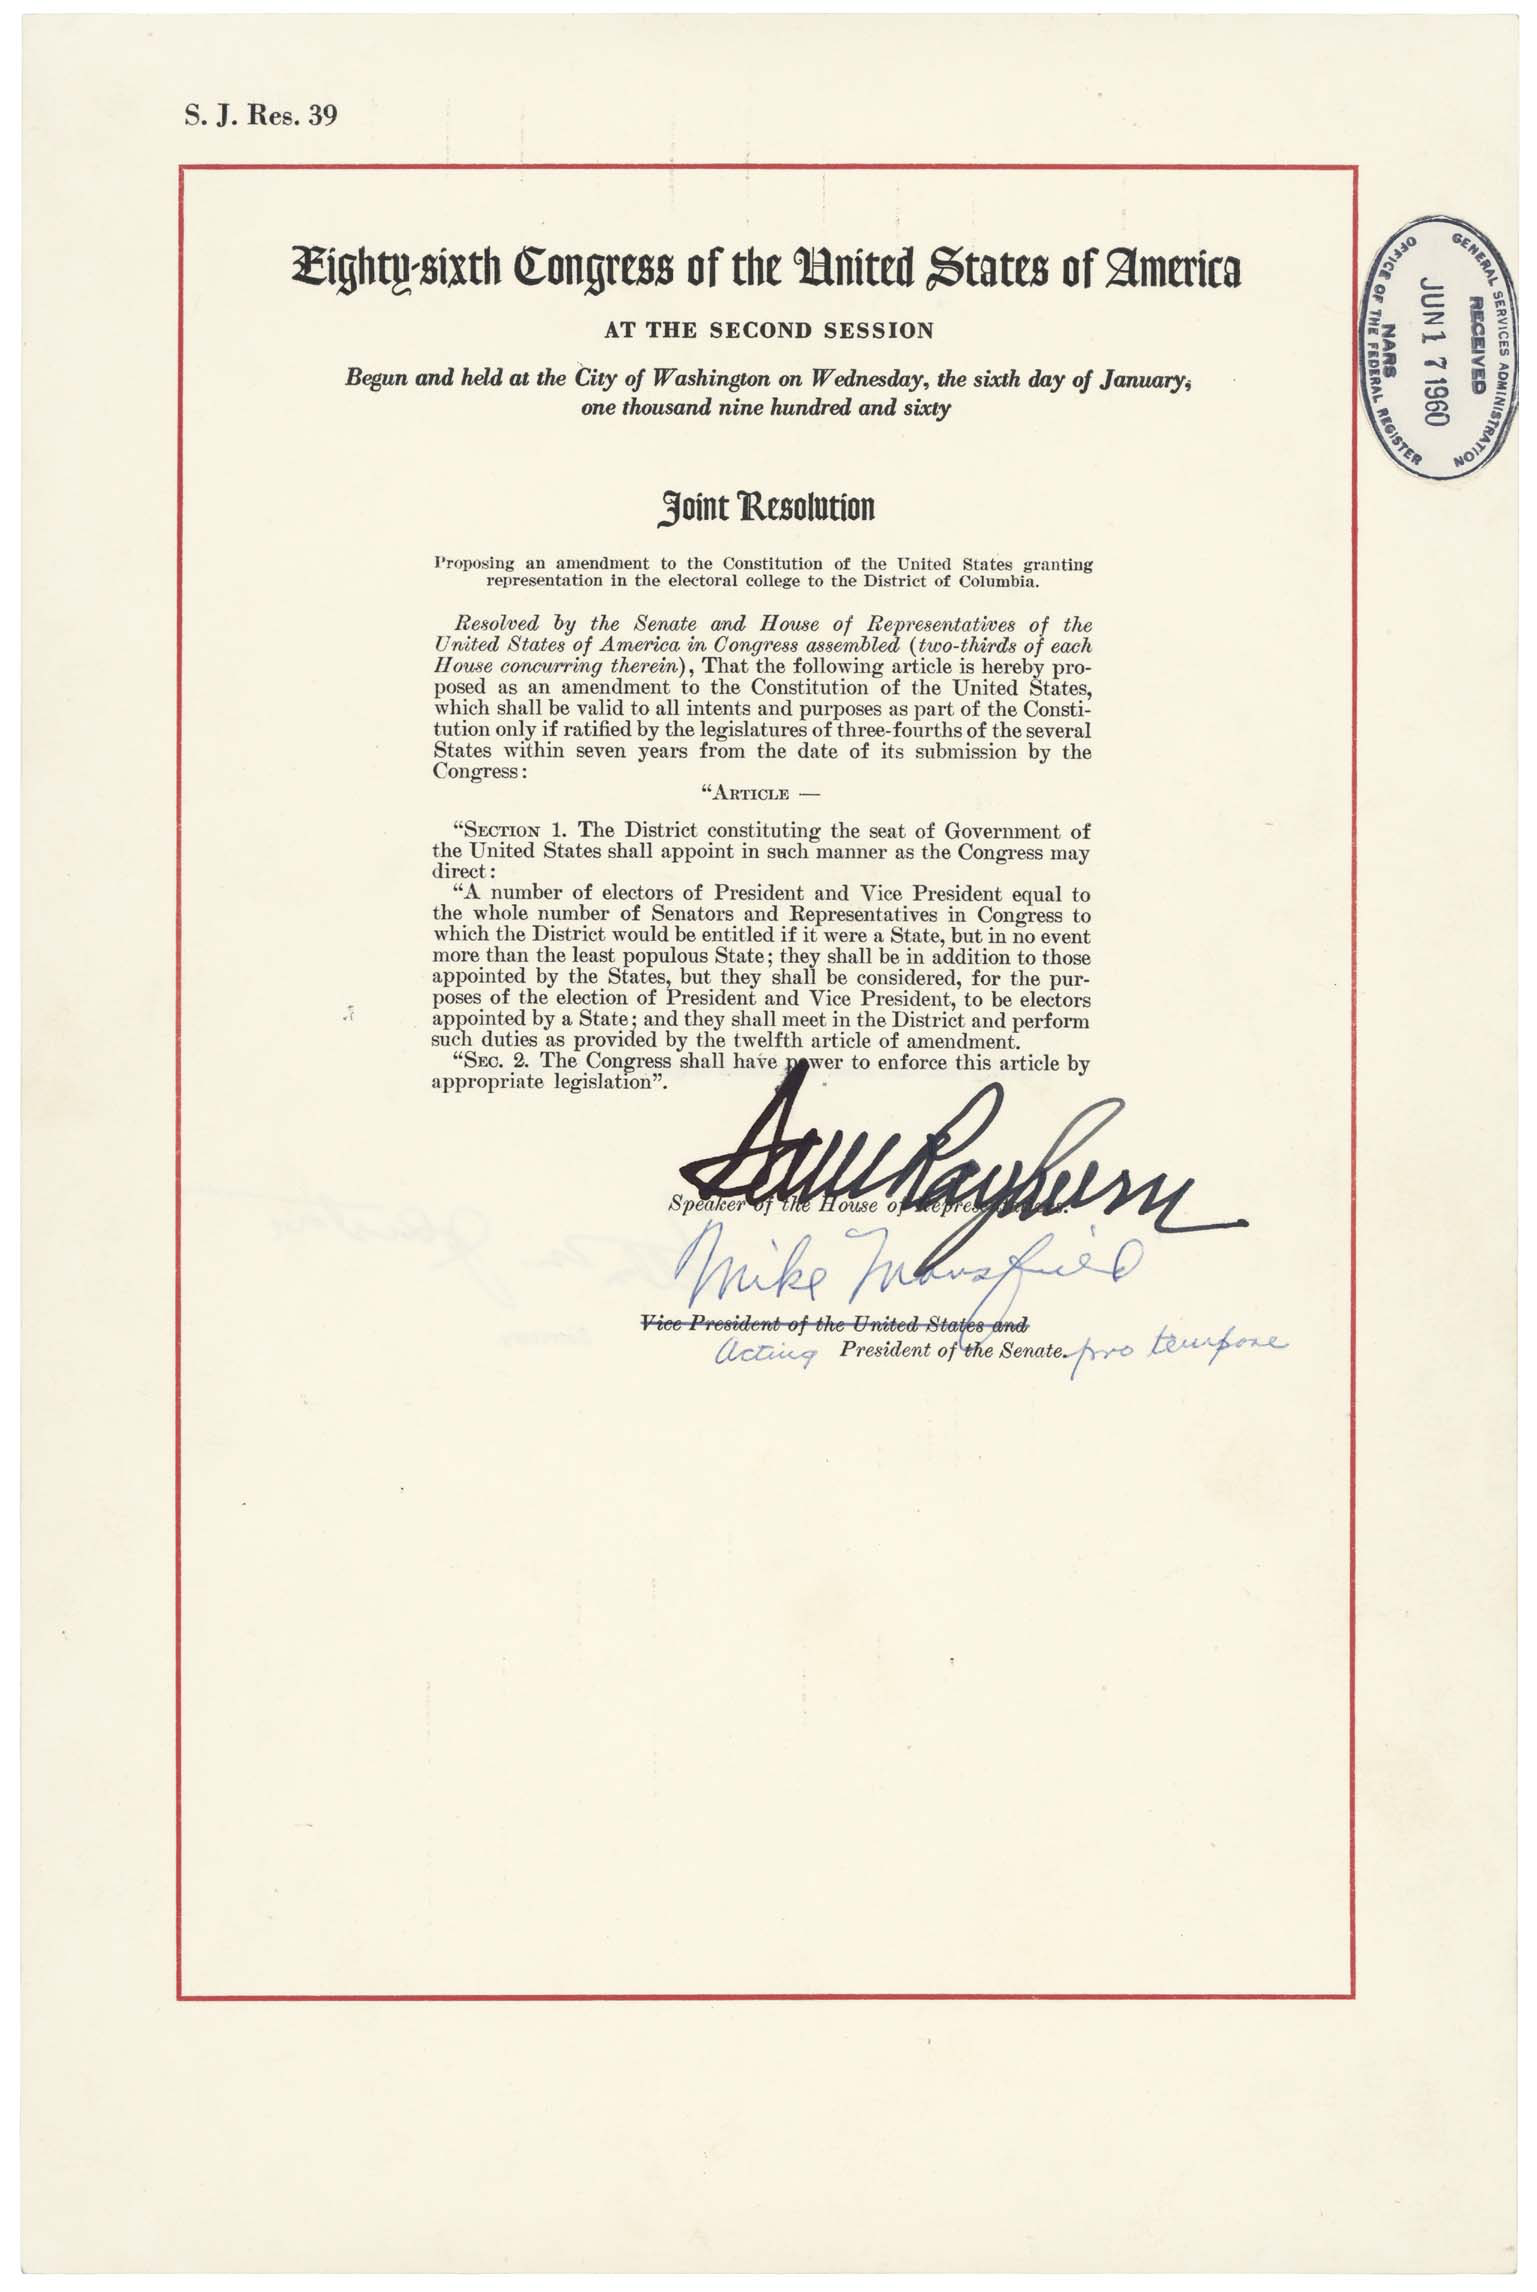 S. J. Res. 39
Eighty-sixth Congress of the United States of America
AT THE SECOND SESSION
Begun and held at the City of Washington on Wednesday, the sixth day of January,
one thousand nine hundred and sixty
GENERAL SERVICES ADMINISTRATION
RECEIVED
JUN 17 1960
NARS
OFFICE OF THE FEDERAL REGISTER
Joint Resolution
Proposing an amendment to the Constitution of the United States granting
representation in the electoral college to the District of Columbia.
Resolved by the Senate and House of Representatives of the
United States of America in Congress assembled (two-thirds of each
House concurring therein), That the following article is hereby pro-
posed as an amendment to the Constitution of the United States,
which shall be valid to all intents and purposes as part of the Consti-
tution only if ratified by the legislatures of three-fourths of the several
States within seven years from the date of its submission by the
Congress:
“ARTICLE —
“SECTION 1. The District constituting the seat of Government of
the United States shall appoint in such manner as the Congress may
direct:
“A number of electors of President and Vice President equal to
the whole number of Senators and Representatives in Congress to
which the District would be entitled if it were a State, but in no event
more than the least populous State; they shall be in addition to those
appointed by the States, but they shall be considered, for the pur-
poses of the election of President and Vice President, to be electors
appointed by a State; and they shall meet in the District and perform
such duties as provided by the twelfth article of amendment.
“SEC. 2. The Congress shall have power to enforce this article by
appropriate legislation”.
Sam Rayburn
Speaker of the House of Representatives.
Mike Mansfield
Vice President of the United States and
Acting President of the Senate. pro tempore